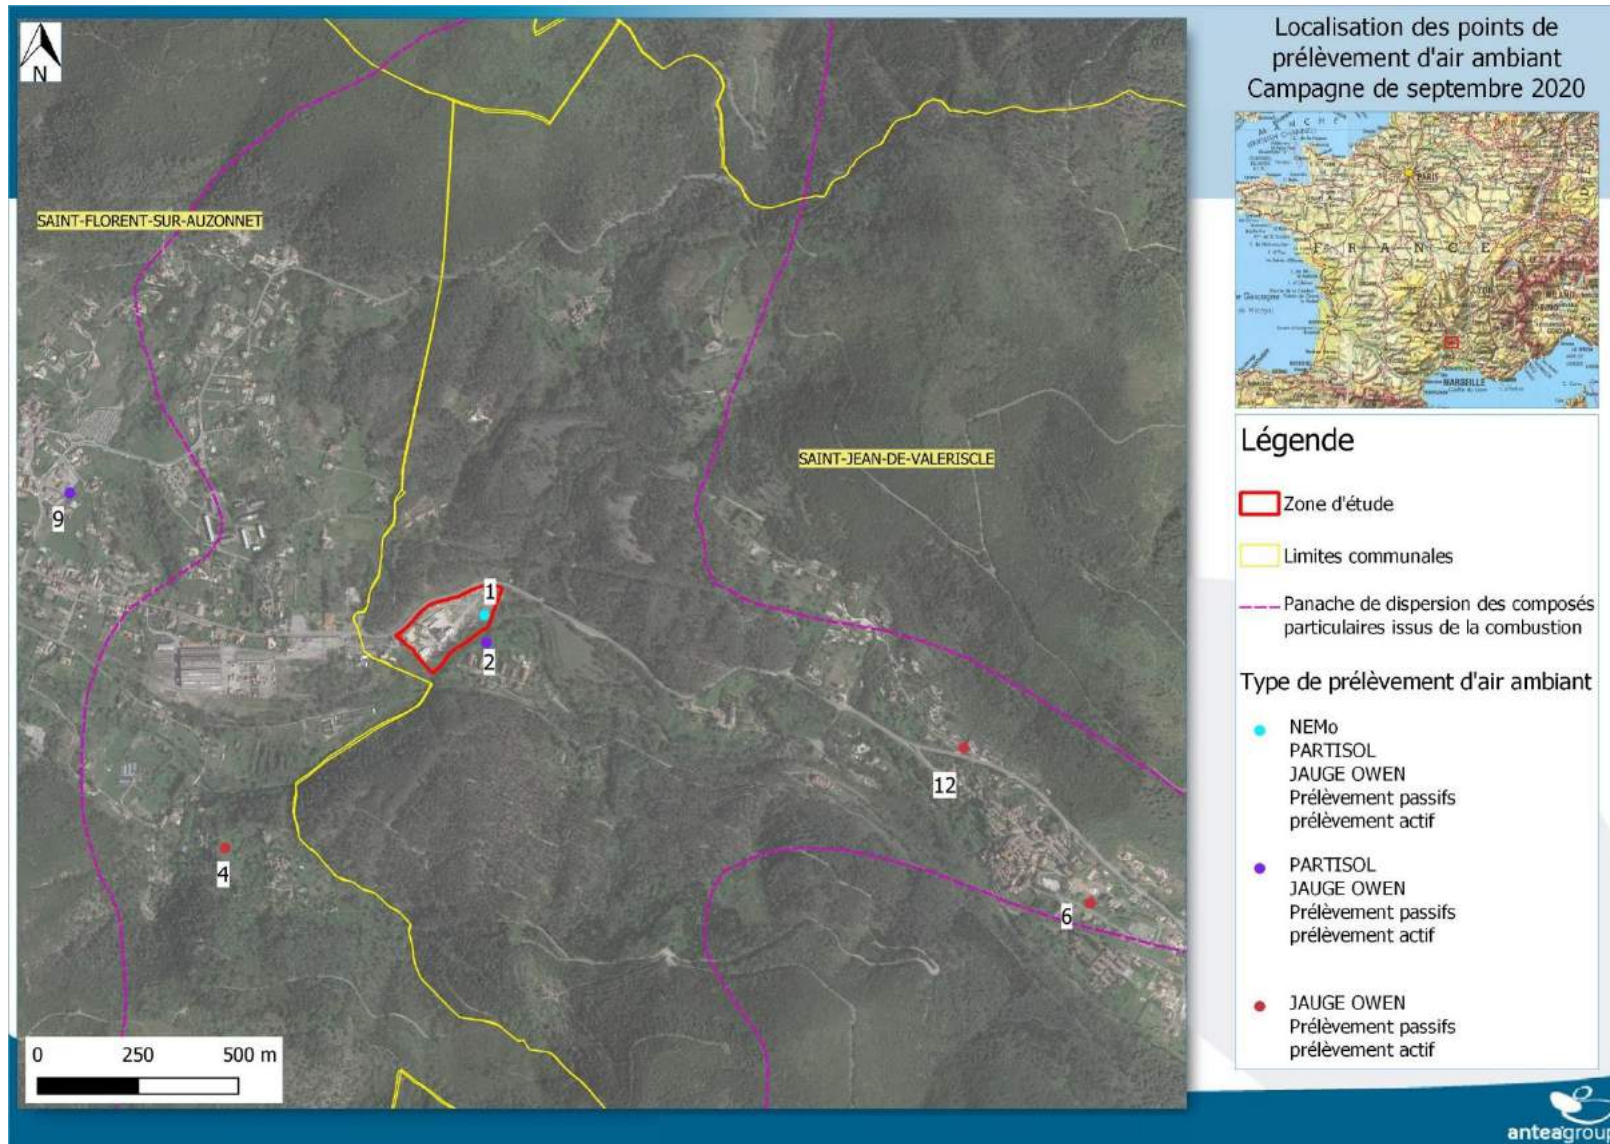 Localisation des points de
prélèvement d'air ambiant
Campagne de septembre 2020
N
SAINT-FLORENT-SUR-AUZONNET
SAINT-JEAN-DE-VALERISCLE
9
1
2
12
4
6
0 250 500 m
PARIS
F R A N C E
MARSEILLE
Légende
Zone d'étude
Limites communales
Panache de dispersion des composés
particulaires issus de la combustion
Type de prélèvement d'air ambiant
NEMo
PARTISOL
JAUGE OWEN
Prélèvement passifs
prélèvement actif
PARTISOL
JAUGE OWEN
Prélèvement passifs
prélèvement actif
JAUGE OWEN
Prélèvement passifs
prélèvement actif
anteagroup